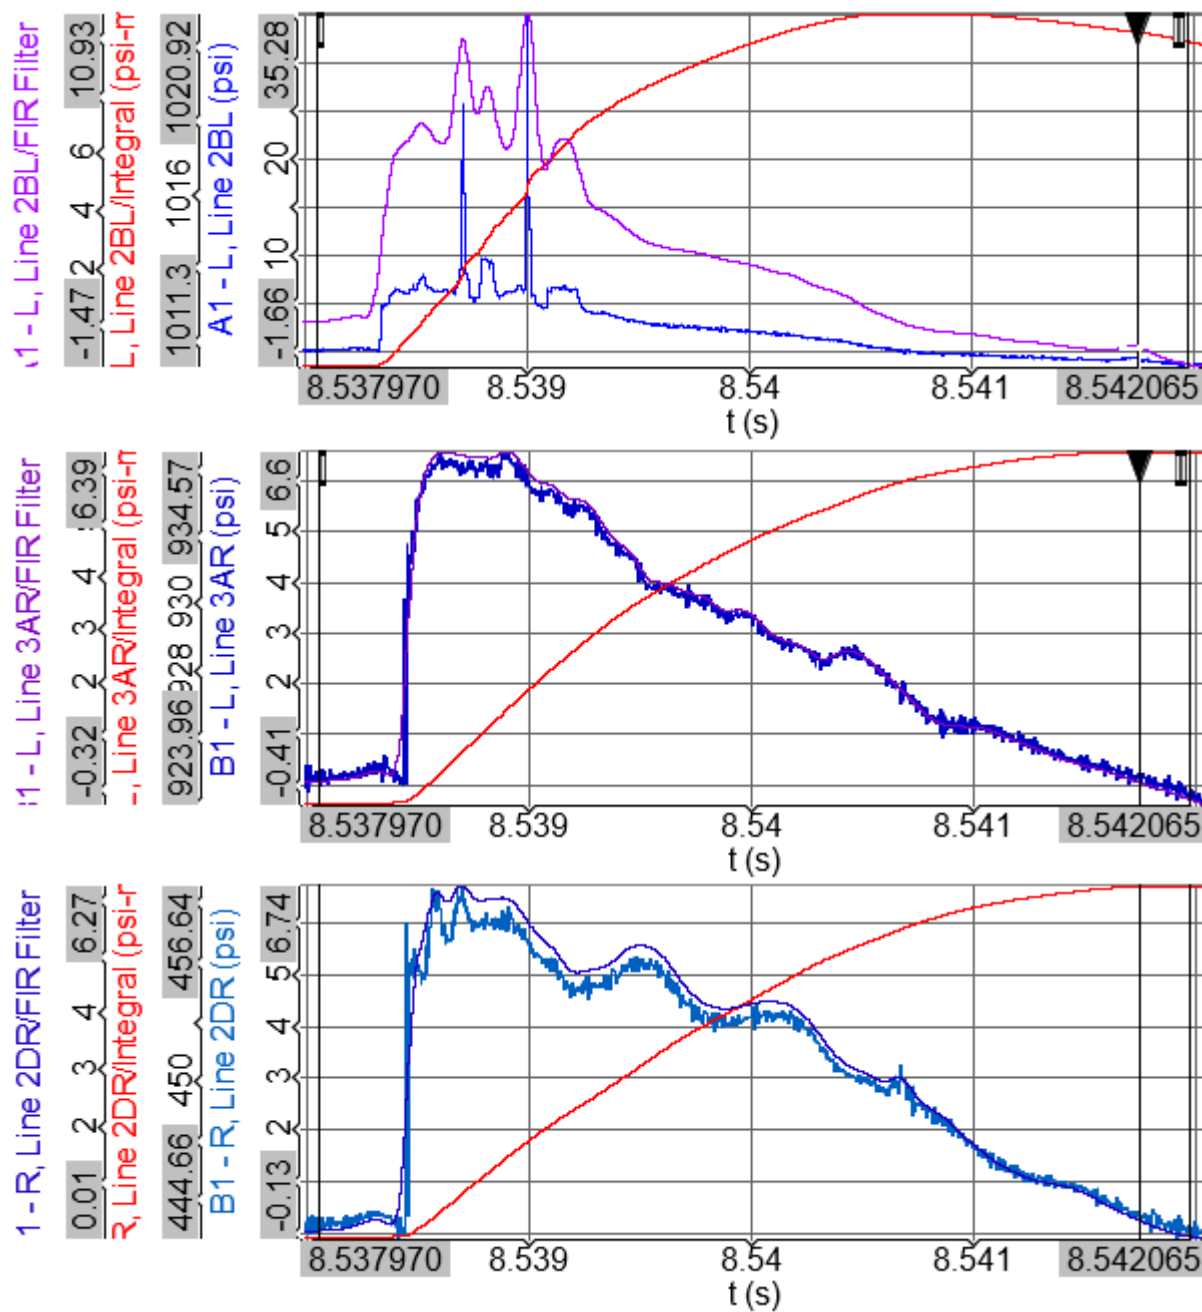 1 - L, Line 2BL/FIR Filter
-1.47 2 4 6 10.93
L, Line 2BL/Integral (psi-m
1011.3 1016 1020.92
A1 - L, Line 2BL (psi)
-1.66 10 20 35.28
8.537970 8.539 8.54 8.541 8.542065
t (s)
1 - L, Line 3AR/FIR Filter
-0.32 2 3 4 6.39
-, Line 3AR/Integral (psi-m
923.96 928 930 934.57
B1 - L, Line 3AR (psi)
-0.41 2 3 4 5 6.6
8.537970 8.539 8.54 8.541 8.542065
t (s)
1 - R, Line 2DR/FIR Filter
0.01 2 3 4 6.27
R, Line 2DR/Integral (psi-r
444.66 450 456.64
B1 - R, Line 2DR (psi)
-0.13 2 3 4 5 6.74
8.537970 8.539 8.54 8.541 8.542065
t (s)